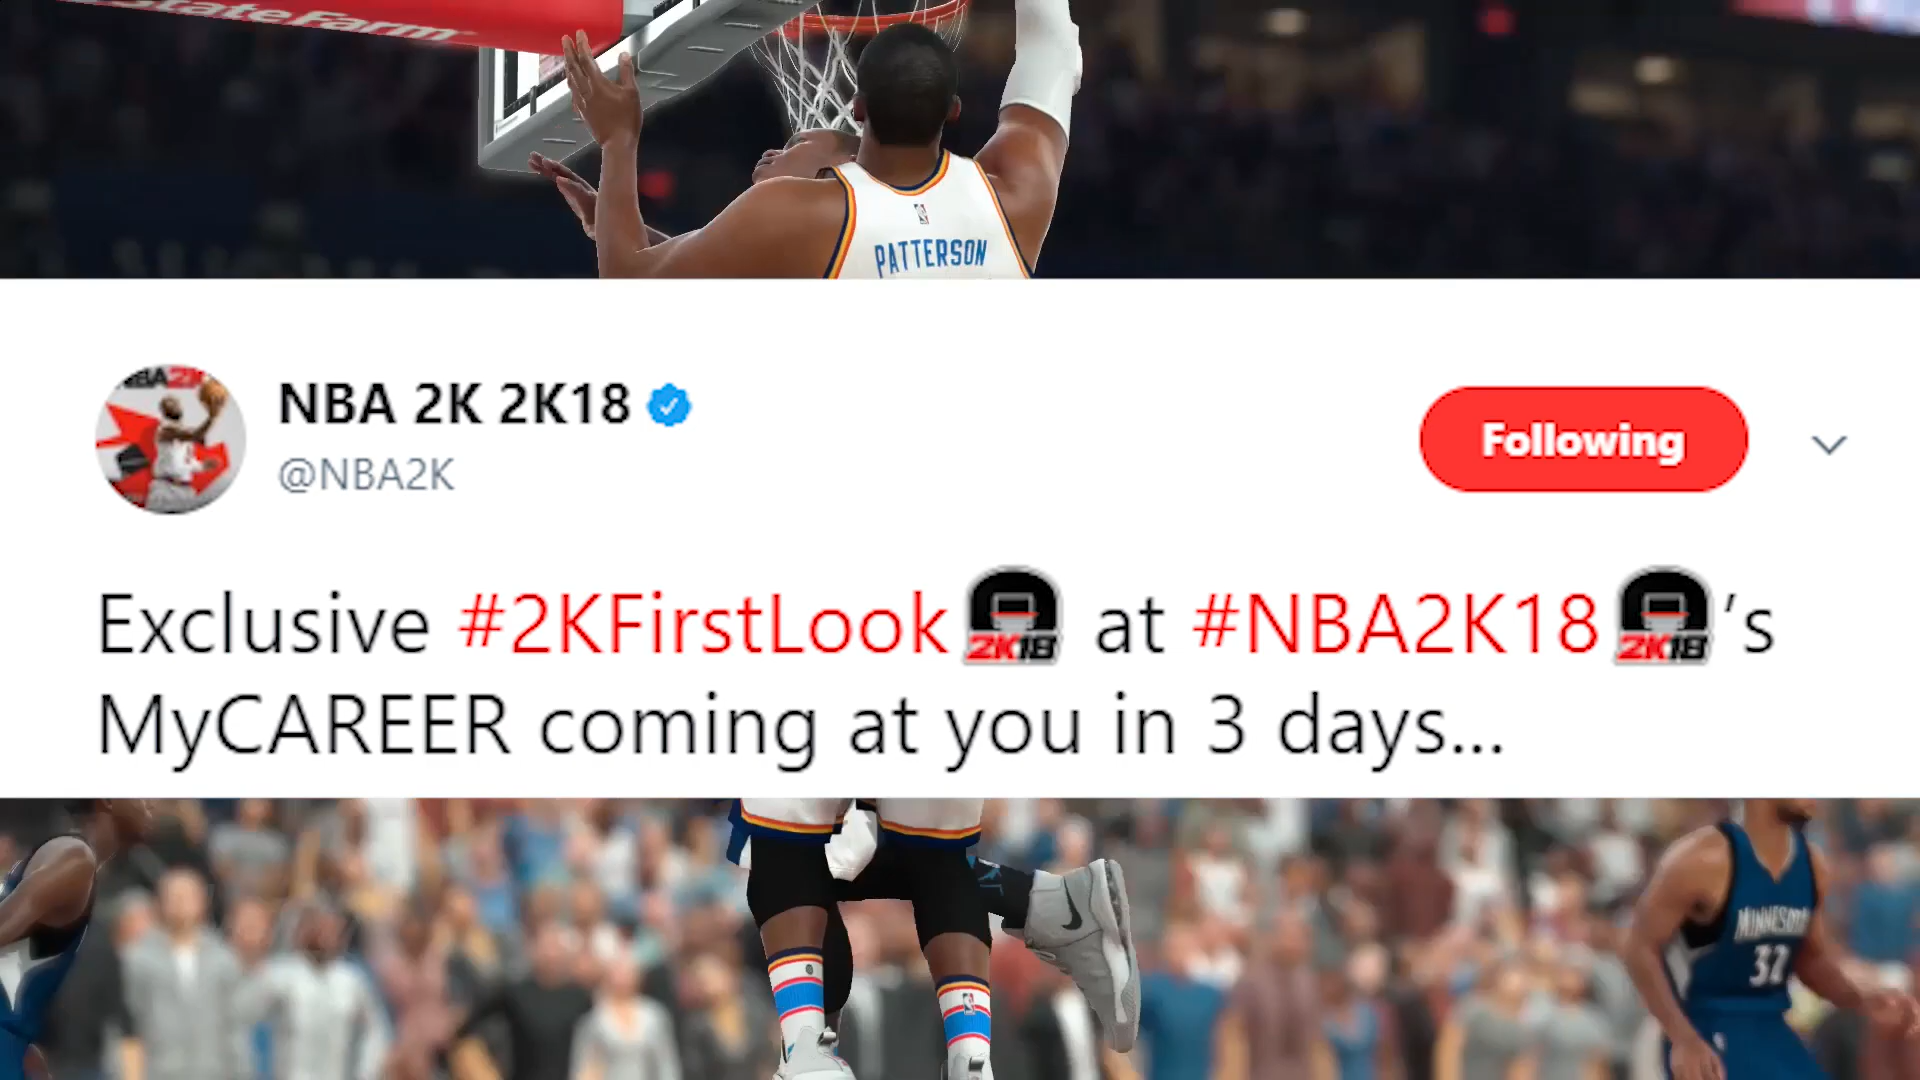 StateFarm
PATTERSON
NBA 2K 2K18
@NBA2K
Following
Exclusive #2KFirstLook 2K18 at #NBA2K18 2K18's
MyCAREER coming at you in 3 days...
32